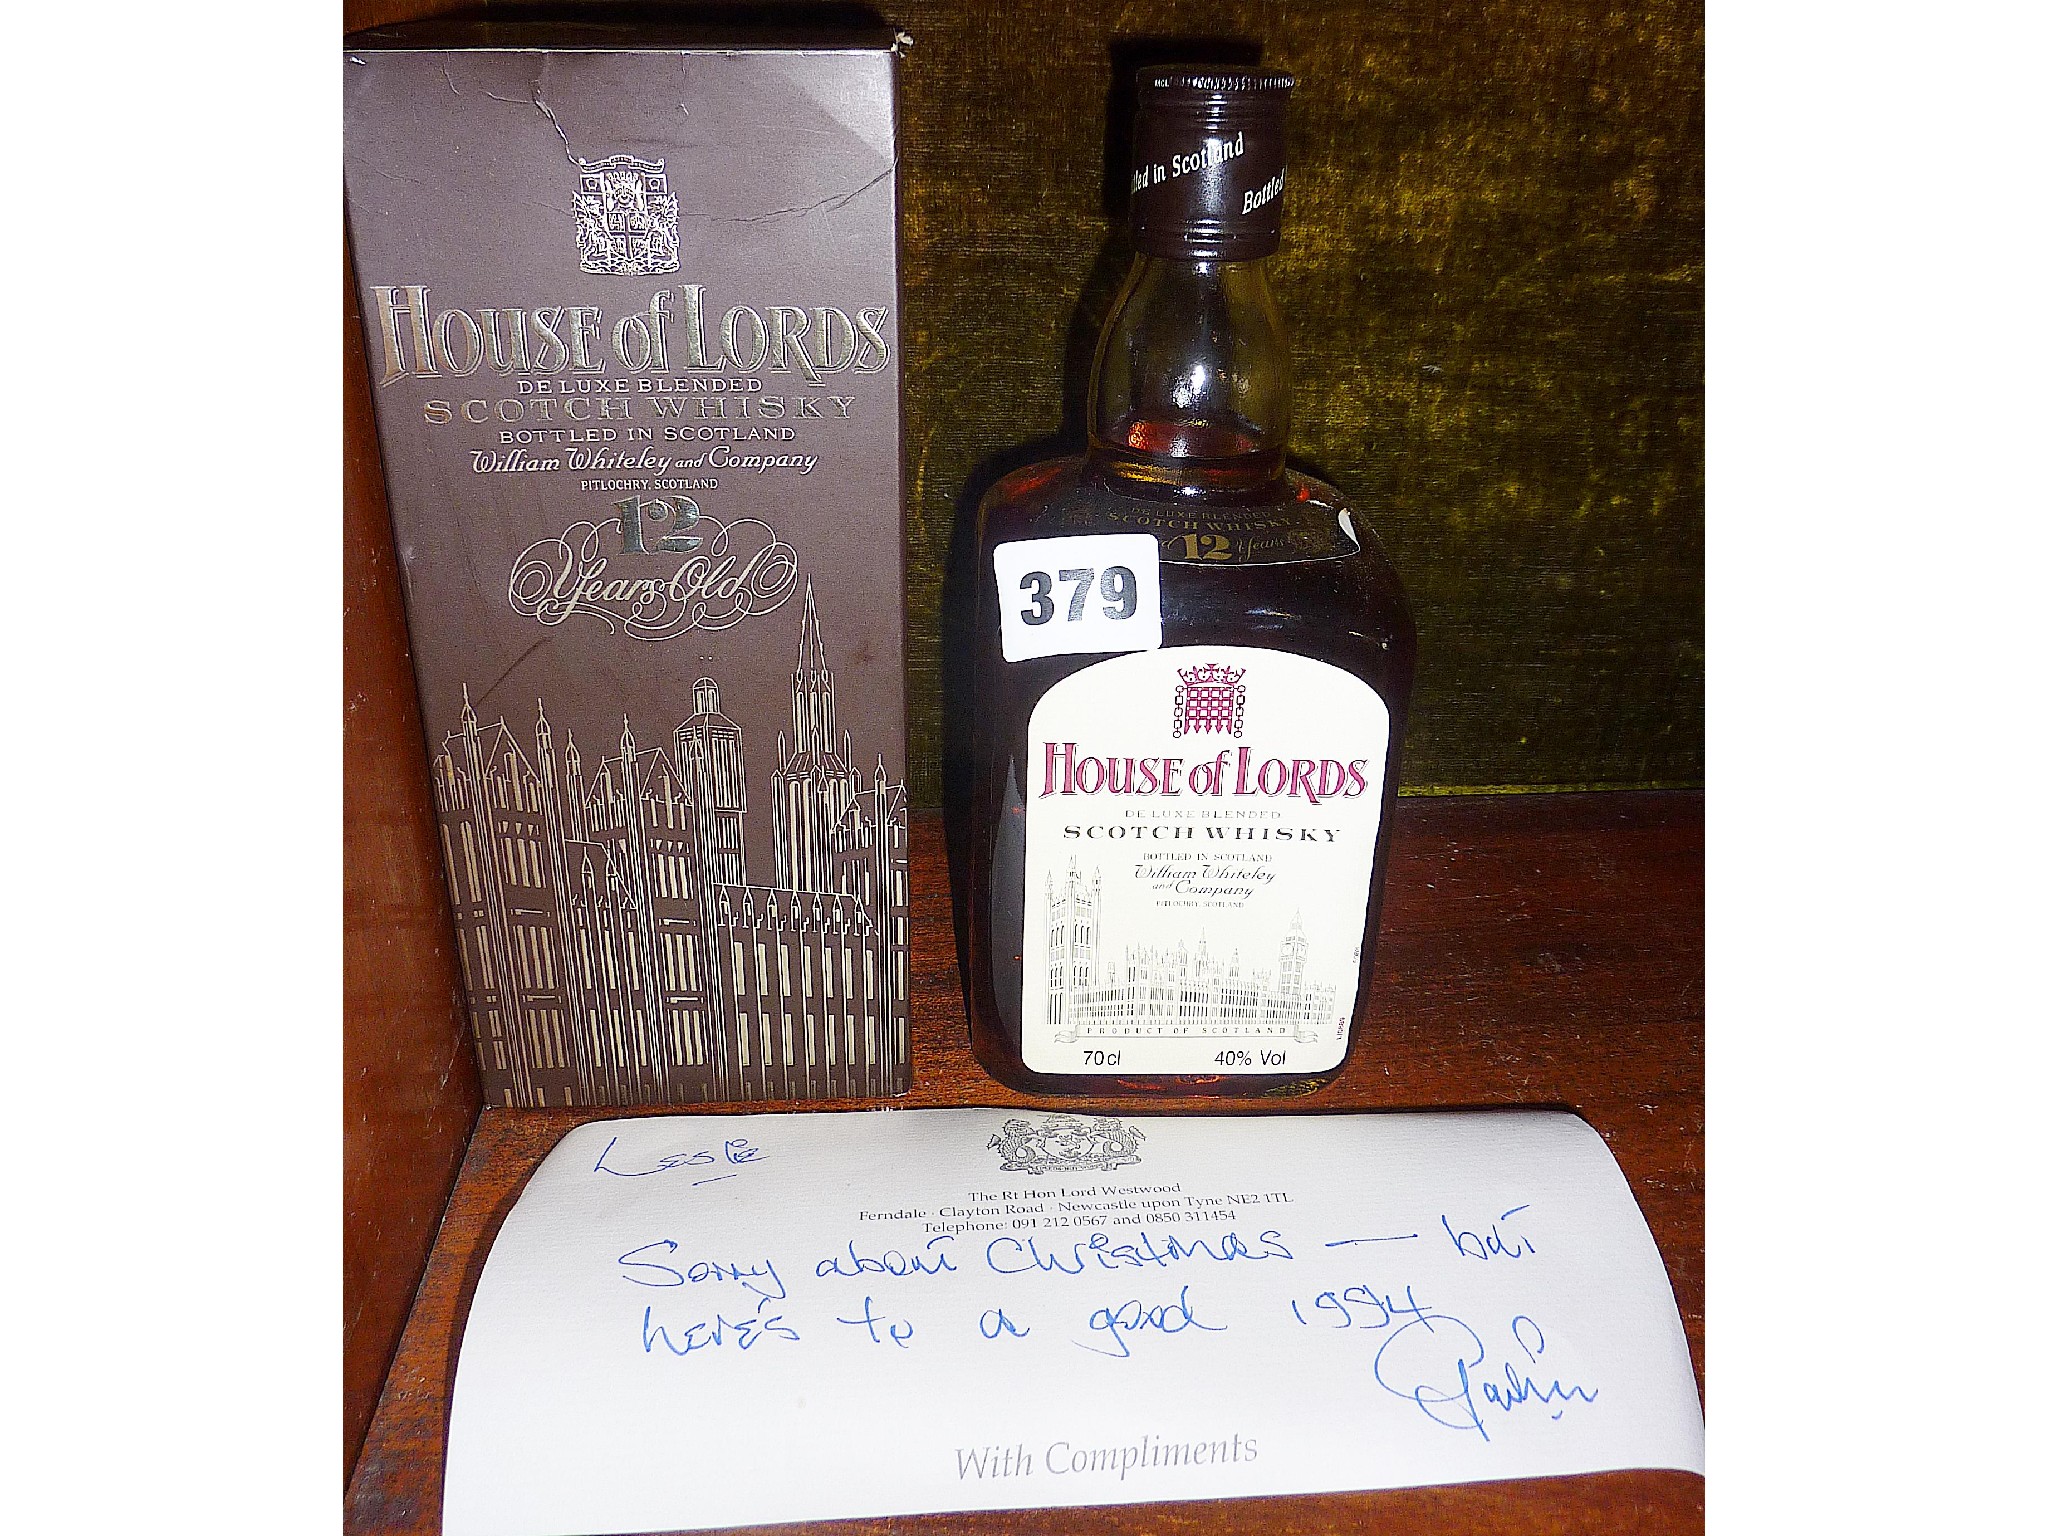 HOUSE of LORDS
DE LUXE BLENDED
SCOTCH WHISKY
BOTTLED IN SCOTLAND
William Whiteley and Company
PITLOCHRY, SCOTLAND
12
Years Old
lled in Scotland
Bottled
DE LUXE BLENDED
SCOTCH WHISKY
12 Years
379
HOUSE of LORDS
DE LUXE BLENDED
SCOTCH WHISKY
BOTTLED IN SCOTLAND
William Whiteley
and Company
PITLOCHRY, SCOTLAND
PRODUCT OF SCOTLAND
70cl 40% Vol
Leslie
The Rt Hon Lord Westwood
Ferndale · Clayton Road · Newcastle upon Tyne NE2 1TL
Telephone: 091 212 0567 and 0850 311454
Sorry about Christmas — but
here's to a good 1994
With Compliments